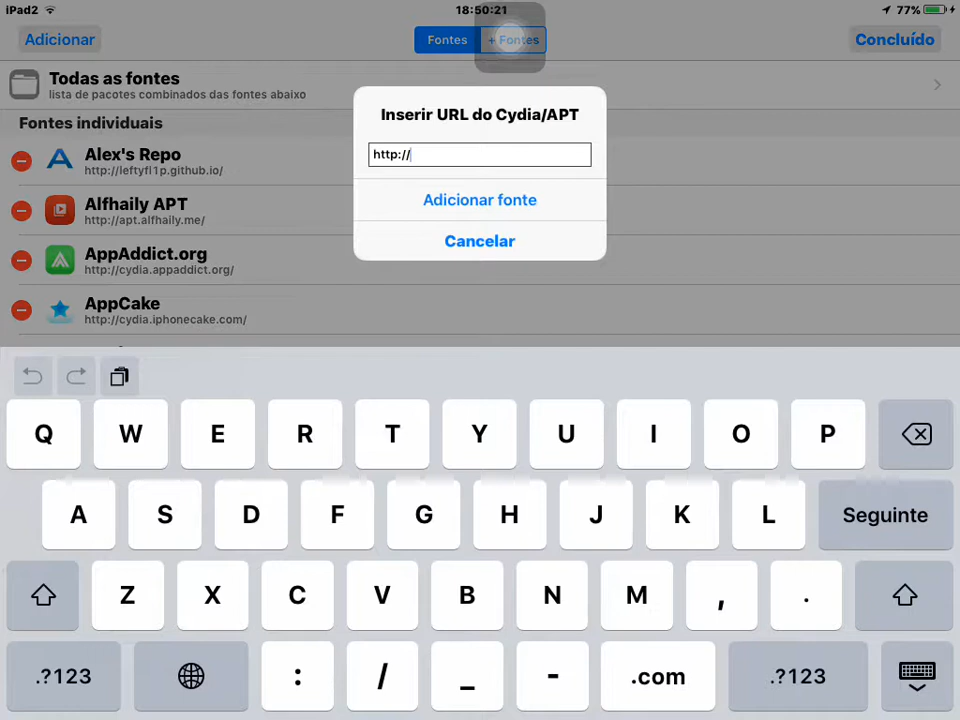 iPad2 18:50:21 77%
Adicionar Fontes + Fontes Concluído
Todas as fontes
lista de pacotes combinados das fontes abaixo
Fontes individuais
Alex's Repo
http://leftyfl1p.github.io/
Alfhaily APT
http://apt.alfhaily.me/
AppAddict.org
http://cydia.appaddict.org/
AppCake
http://cydia.iphonecake.com/
Inserir URL do Cydia/APT
http://
Adicionar fonte
Cancelar
Q W E R T Y U I O P
A S D F G H J K L Seguinte
Z X C V B N M , .
.?123 : / _ - .com .?123